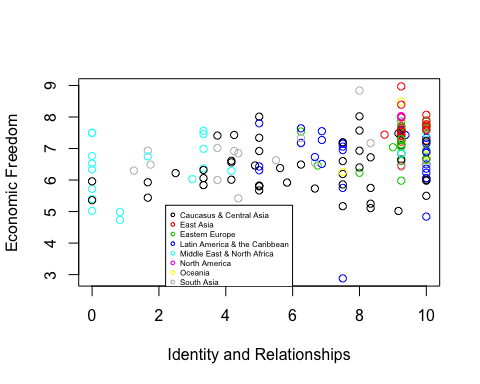 Economic Freedom
9
8
7
6
5
4
3
Caucasus & Central Asia
East Asia
Eastern Europe
Latin America & the Caribbean
Middle East & North Africa
North America
Oceania
South Asia
0 2 4 6 8 10
Identity and Relationships